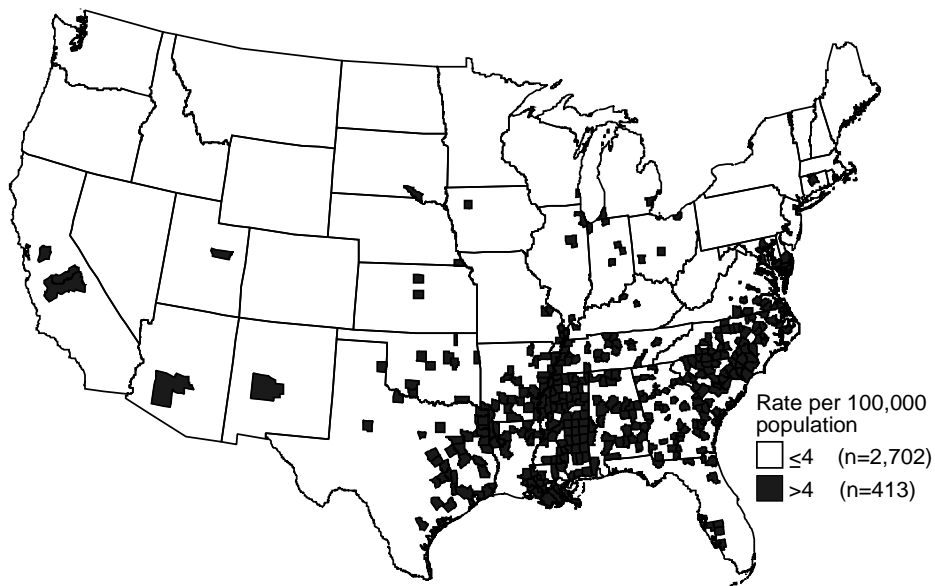 Rate per 100,000
population
≤4 (n=2,702)
>4 (n=413)